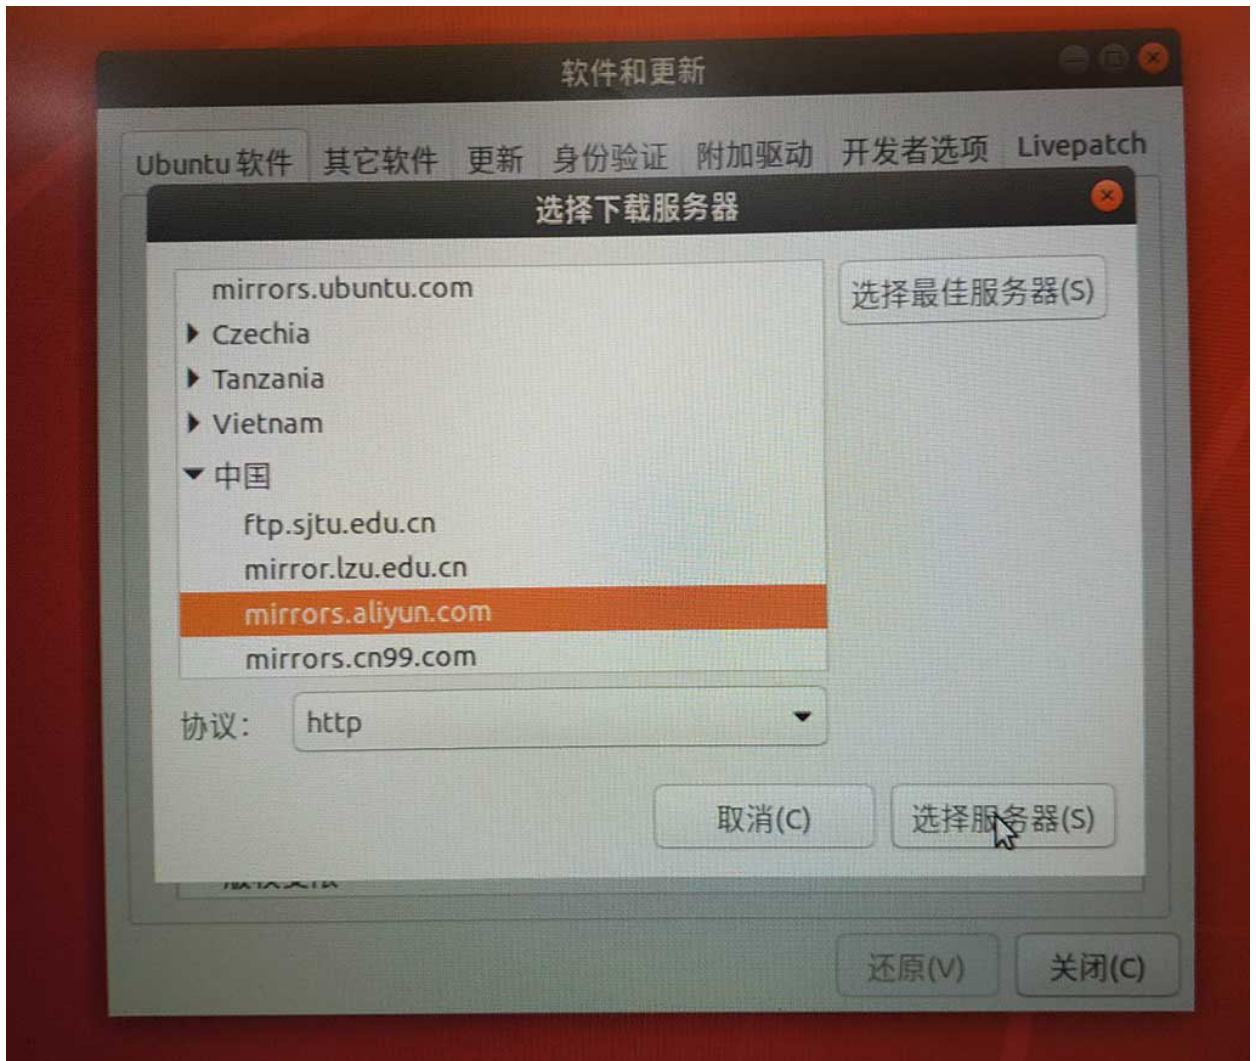 软件和更新
Ubuntu 软件 其它软件 更新 身份验证 附加驱动 开发者选项 Livepatch
选择下载服务器
mirrors.ubuntu.com
选择最佳服务器(S)
Czechia
Tanzania
Vietnam
中国
ftp.sjtu.edu.cn
mirror.lzu.edu.cn
mirrors.aliyun.com
mirrors.cn99.com
协议: http
取消(C) 选择服务器(S)
还原(V) 关闭(C)